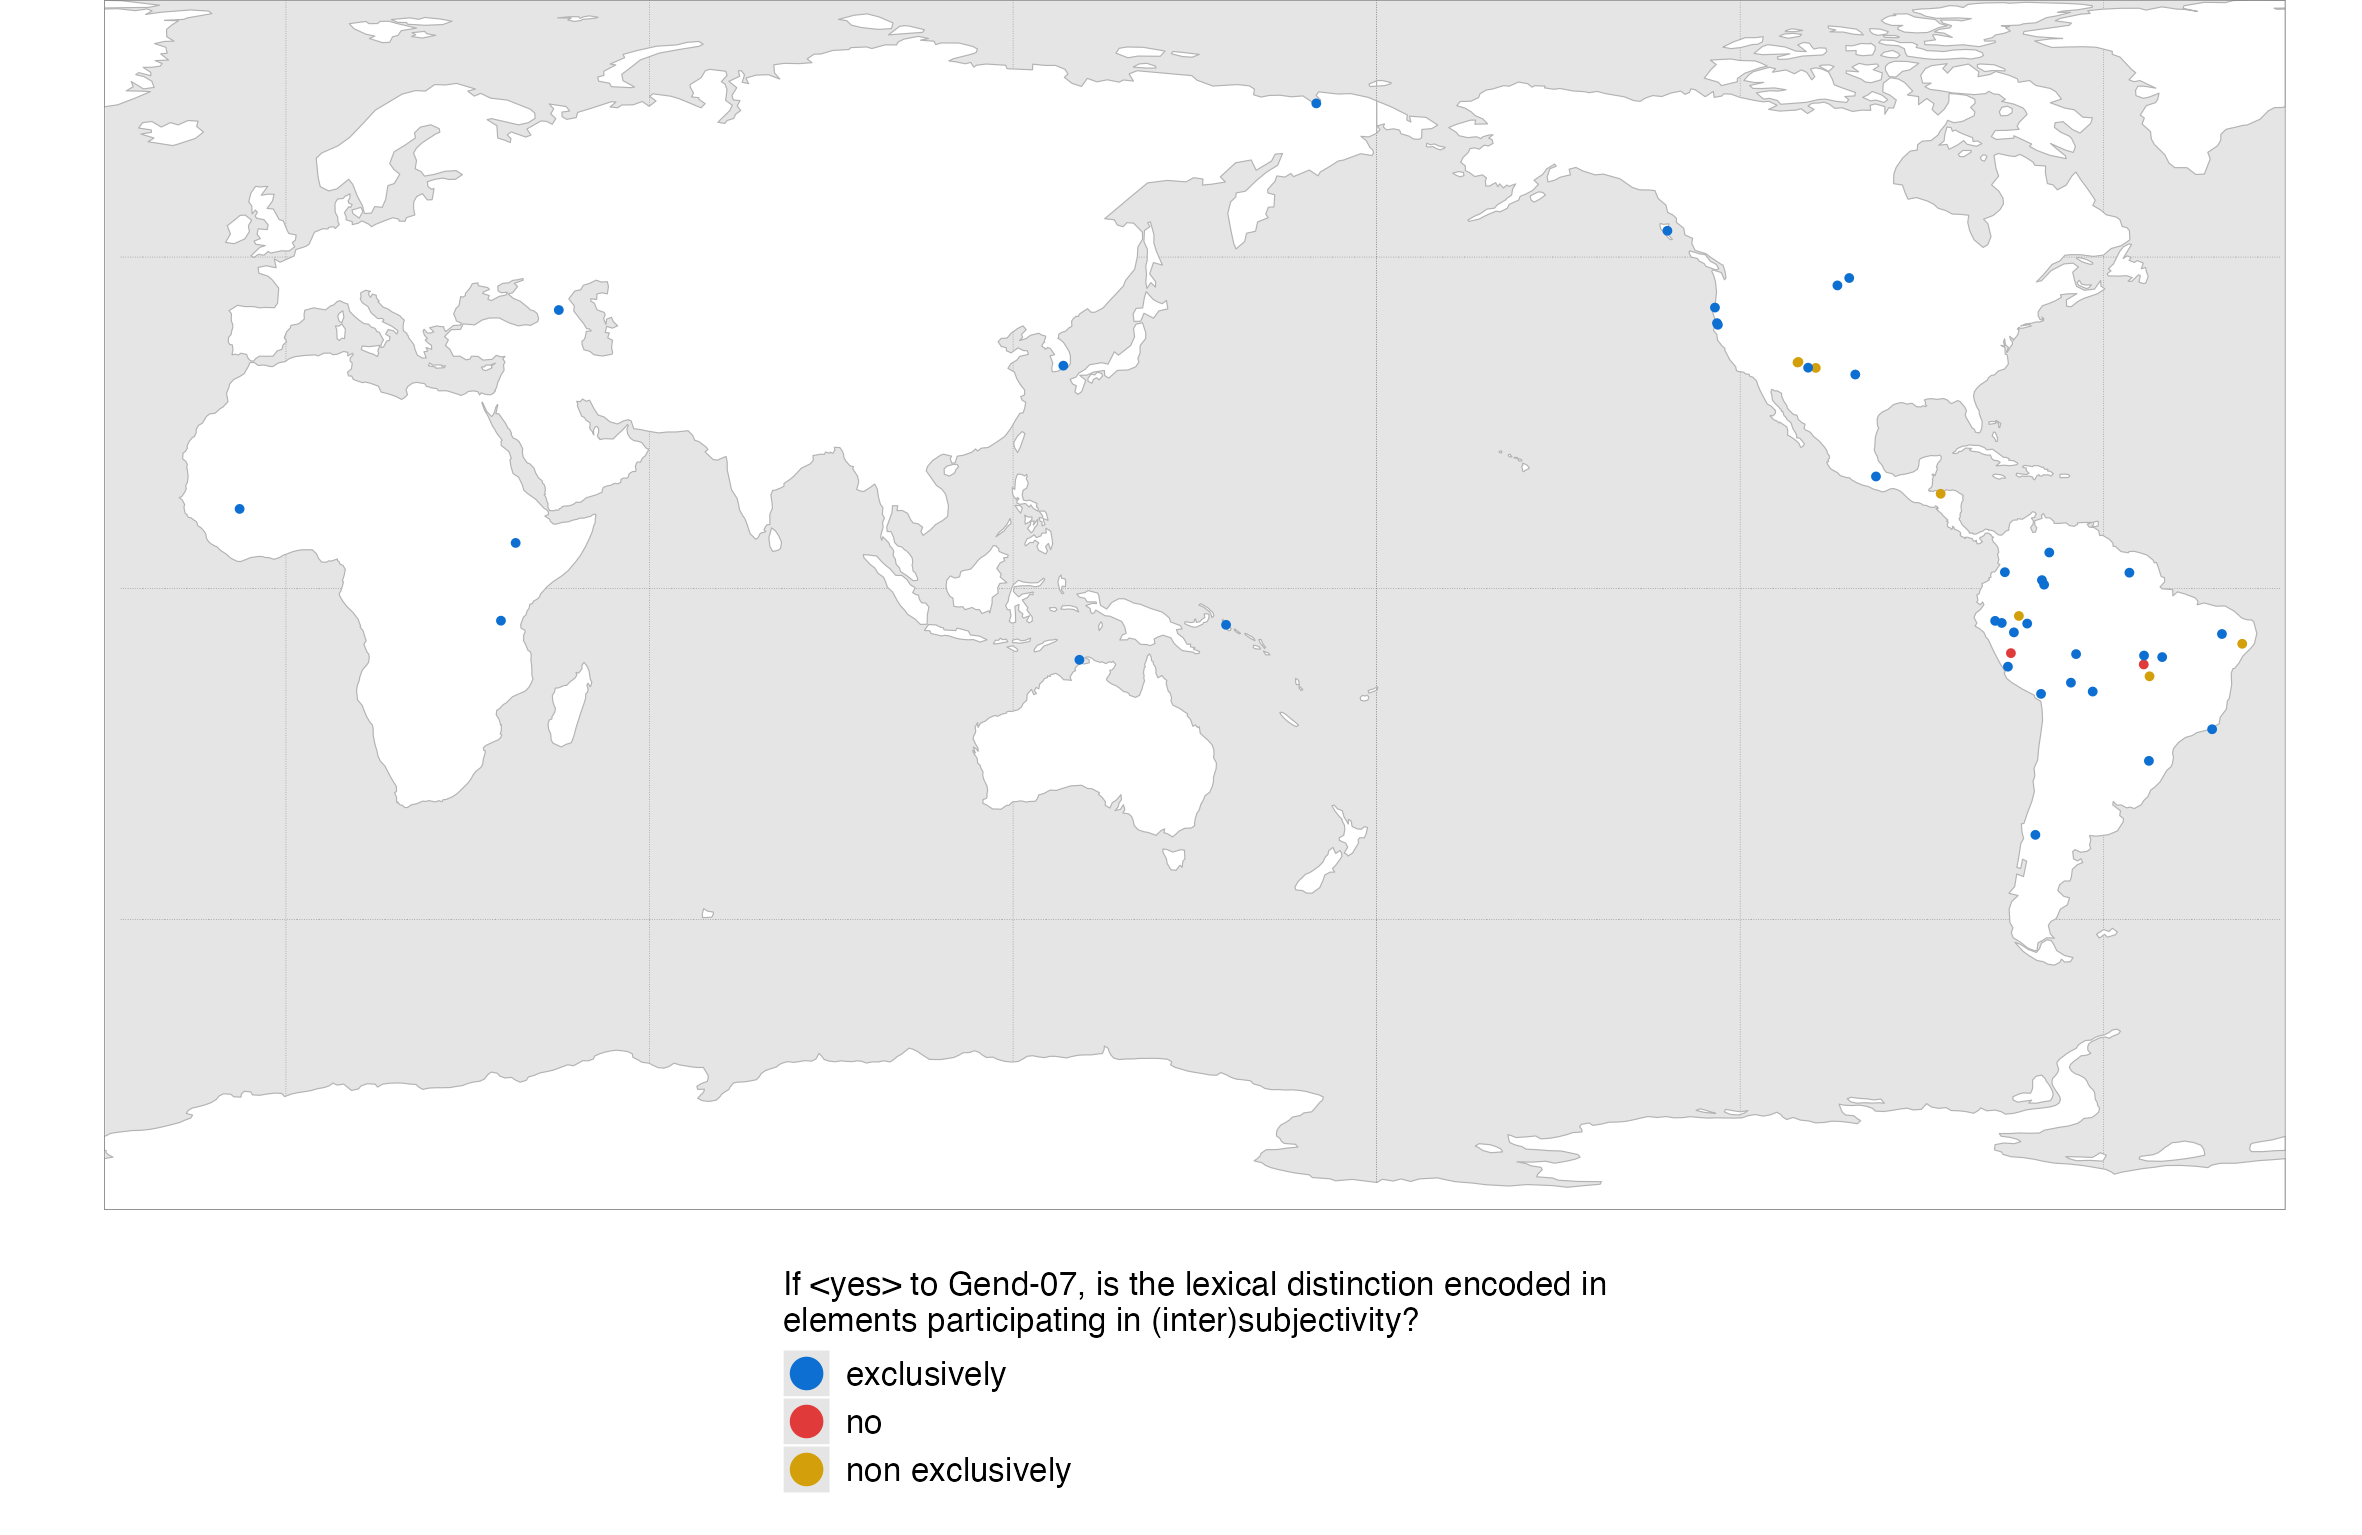 If <yes> to Gend-07, is the lexical distinction encoded in
elements participating in (inter)subjectivity?
exclusively
no
non exclusively